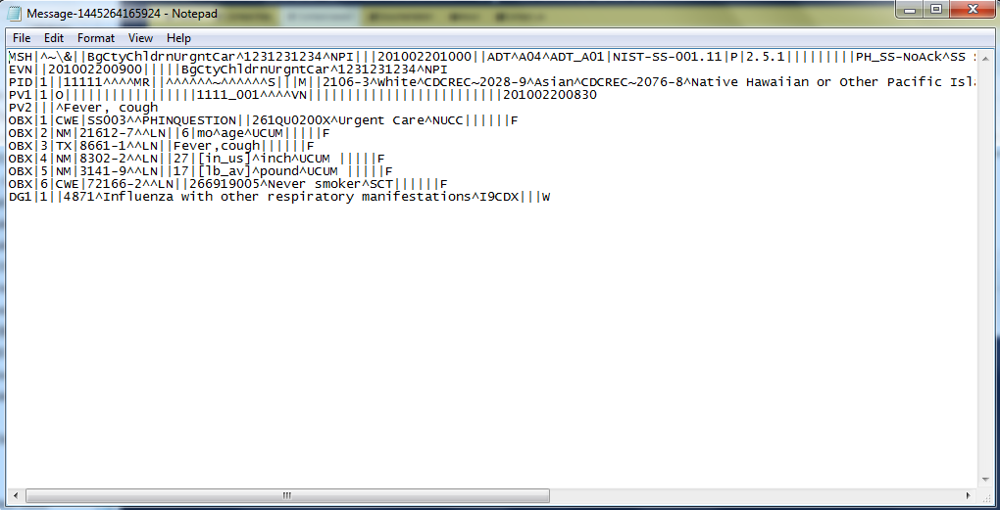 Message-1445264165924 - Notepad
File Edit Format View Help
MSH|^~\&||BgCtyChldrnUrgntCar^1231231234^NPI|||201002201000||ADT^A04^ADT_A01|NIST-SS-001.11|P|2.5.1|||||||||PH_SS-NoAck^SS
EVN||201002200900|||||BgCtyChldrnUrgntCar^1231231234^NPI
PID|1||11111^^^^MR||^^^^^^~^^^^^^S|||M||2106-3^White^CDCREC~2028-9^Asian^CDCREC~2076-8^Native Hawaiian or Other Pacific Isla
PV1|1|O||||||||||||||||||1111_001^^^^VN|||||||||||||||||||||||||201002200830
PV2|||^Fever, cough
OBX|1|CWE|SS003^^PHINQUESTION||261QU0200X^Urgent Care^NUCC||||||F
OBX|2|NM|21612-7^^LN||6|mo^age^UCUM|||||F
OBX|3|TX|8661-1^^LN||Fever,cough||||||F
OBX|4|NM|8302-2^^LN||27|[in_us]^inch^UCUM |||||F
OBX|5|NM|3141-9^^LN||17|[lb_av]^pound^UCUM |||||F
OBX|6|CWE|72166-2^^LN||266919005^Never smoker^SCT||||||F
DG1|1||4871^Influenza with other respiratory manifestations^I9CDX|||W